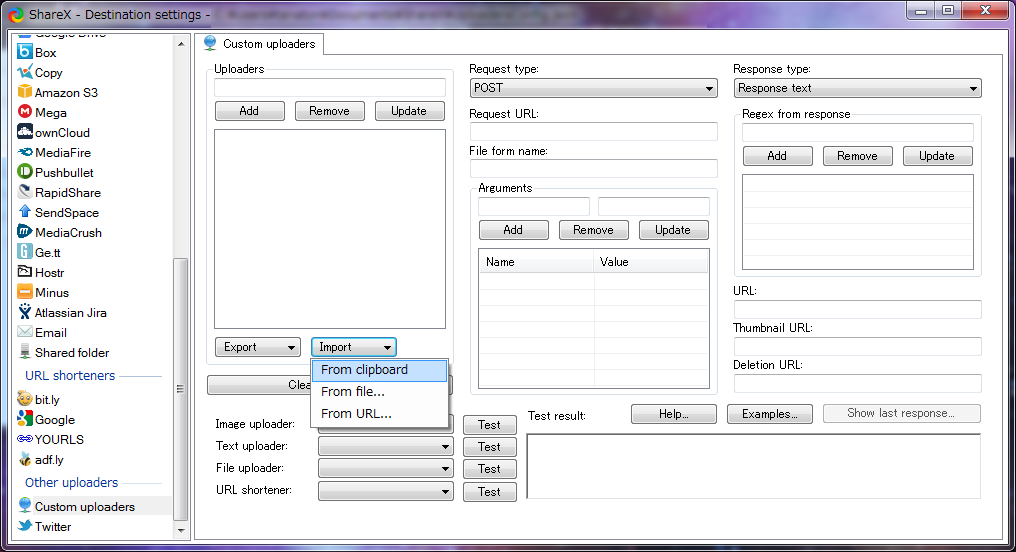 ShareX - Destination settings -
Google Drive
Box
Copy
Amazon S3
Mega
ownCloud
MediaFire
Pushbullet
RapidShare
SendSpace
MediaCrush
Ge.tt
Hostr
Minus
Atlassian Jira
Email
Shared folder
URL shorteners
bit.ly
Google
YOURLS
adf.ly
Other uploaders
Custom uploaders
Twitter
Custom uploaders
Uploaders
Add Remove Update
Export Import
From clipboard
From file...
From URL...
Clea
Image uploader: Test
Text uploader: Test
File uploader: Test
URL shortener: Test
Request type:
POST
Request URL:
File form name:
Arguments
Add Remove Update
Name Value
Response type:
Response text
Regex from response
Add Remove Update
URL:
Thumbnail URL:
Deletion URL:
Test result: Help... Examples... Show last response...